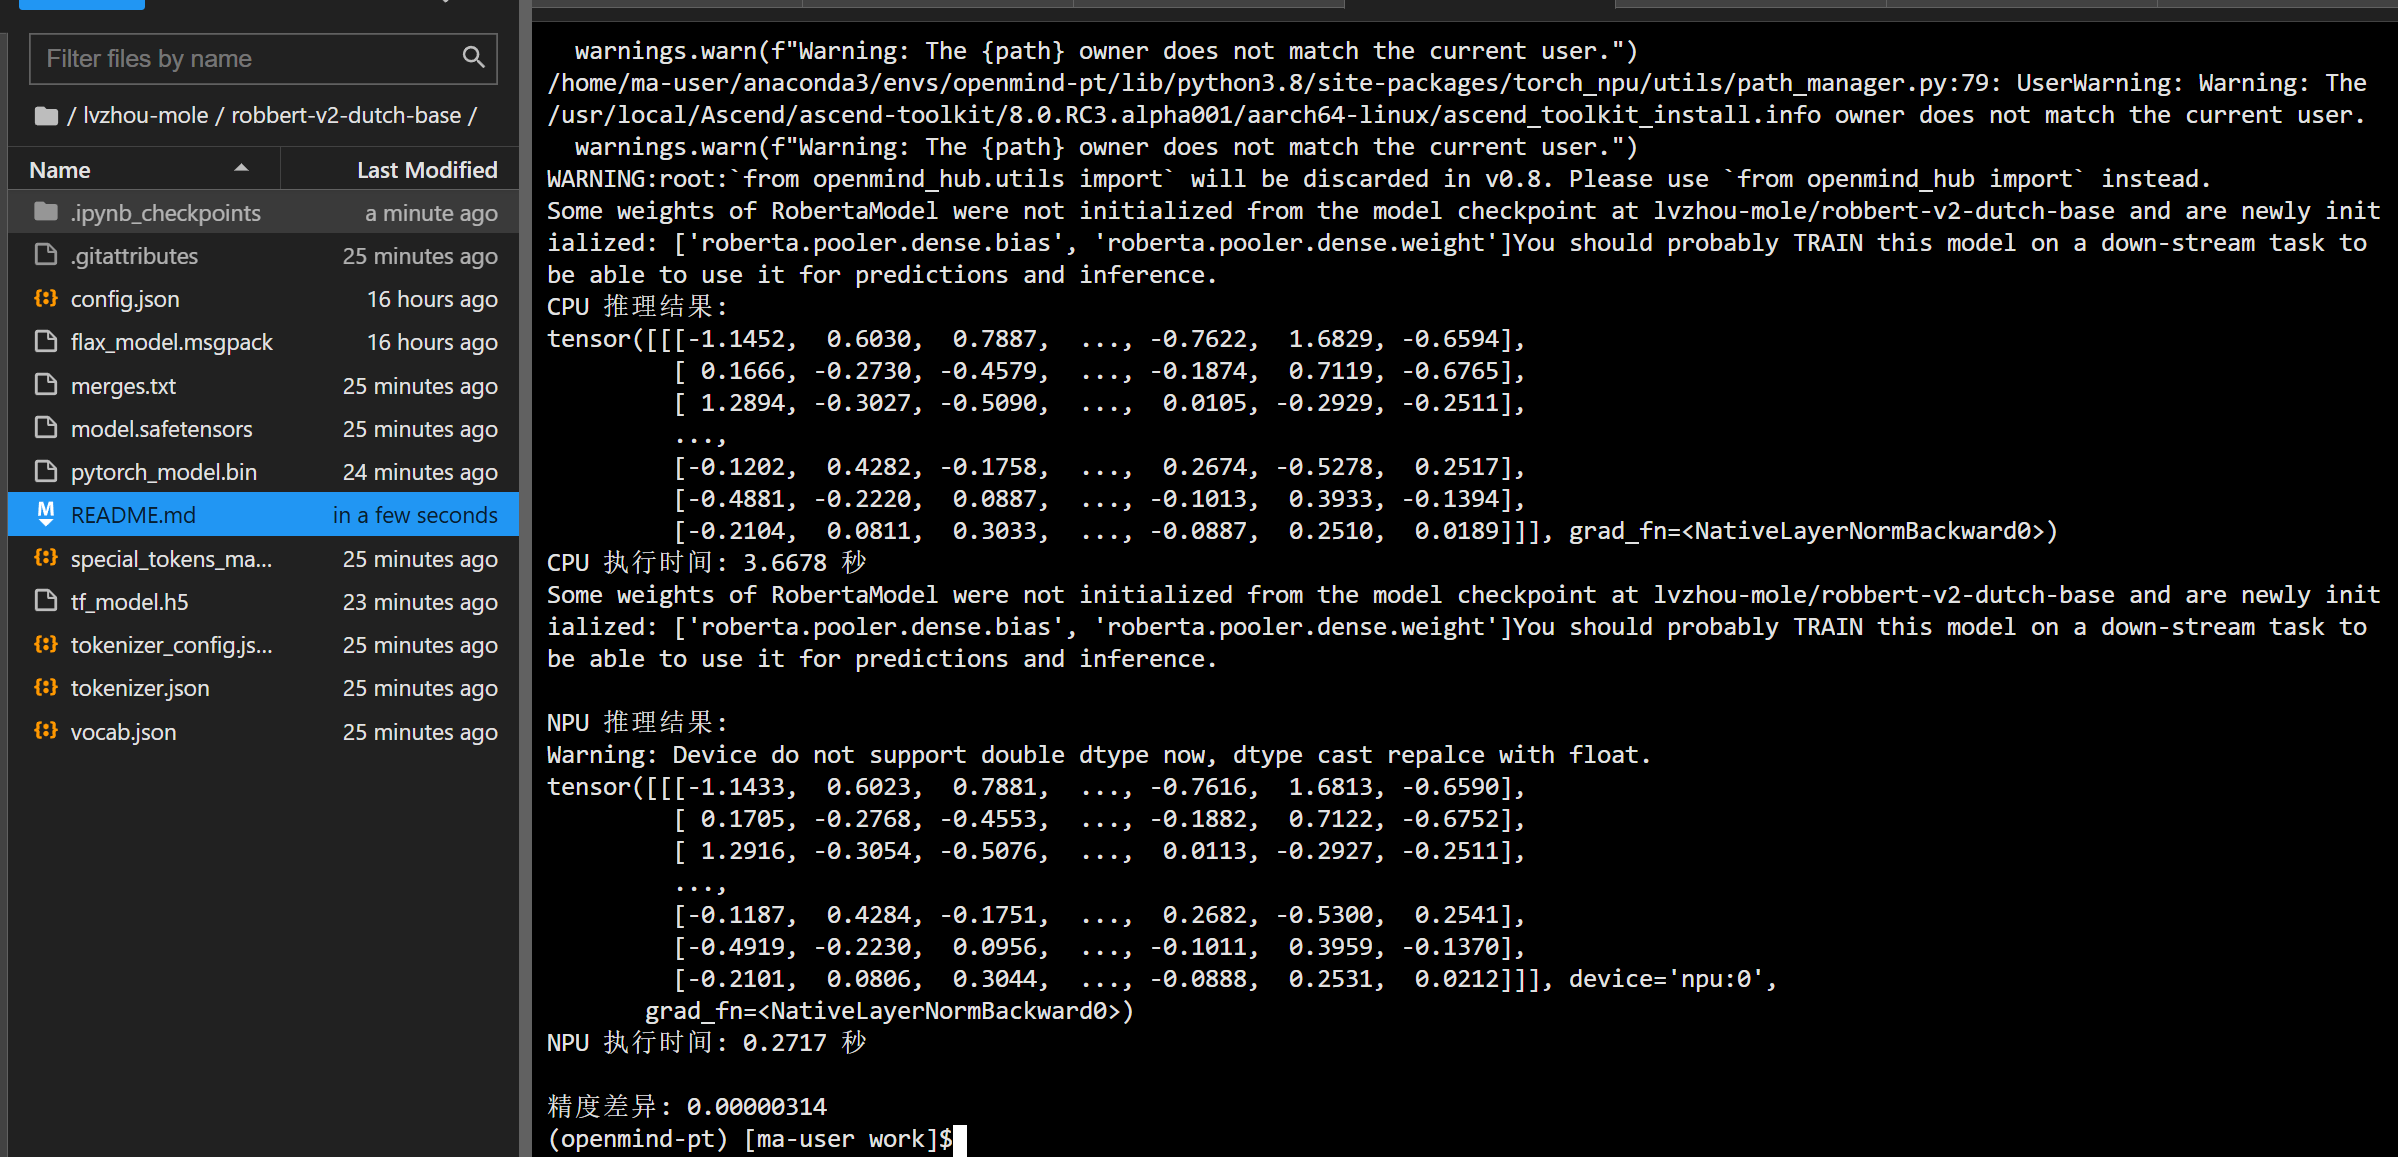 Filter files by name
/ lvzhou-mole / robbert-v2-dutch-base /
Name Last Modified
.ipynb_checkpoints a minute ago
.gitattributes 25 minutes ago
config.json 16 hours ago
flax_model.msgpack 16 hours ago
merges.txt 25 minutes ago
model.safetensors 25 minutes ago
pytorch_model.bin 24 minutes ago
README.md in a few seconds
special_tokens_ma... 25 minutes ago
tf_model.h5 23 minutes ago
tokenizer_config.js... 25 minutes ago
tokenizer.json 25 minutes ago
vocab.json 25 minutes ago
warnings.warn(f"Warning: The {path} owner does not match the current user.")
/home/ma-user/anaconda3/envs/openmind-pt/lib/python3.8/site-packages/torch_npu/utils/path_manager.py:79: UserWarning: Warning: The
/usr/local/Ascend/ascend-toolkit/8.0.RC3.alpha001/aarch64-linux/ascend_toolkit_install.info owner does not match the current user.
warnings.warn(f"Warning: The {path} owner does not match the current user.")
WARNING:root:`from openmind_hub.utils import` will be discarded in v0.8. Please use `from openmind_hub import` instead.
Some weights of RobertaModel were not initialized from the model checkpoint at lvzhou-mole/robbert-v2-dutch-base and are newly init
ialized: ['roberta.pooler.dense.bias', 'roberta.pooler.dense.weight']You should probably TRAIN this model on a down-stream task to
be able to use it for predictions and inference.
CPU 推理结果:
tensor([[[-1.1452, 0.6030, 0.7887, ..., -0.7622, 1.6829, -0.6594],
[ 0.1666, -0.2730, -0.4579, ..., -0.1874, 0.7119, -0.6765],
[ 1.2894, -0.3027, -0.5090, ..., 0.0105, -0.2929, -0.2511],
...,
[-0.1202, 0.4282, -0.1758, ..., 0.2674, -0.5278, 0.2517],
[-0.4881, -0.2220, 0.0887, ..., -0.1013, 0.3933, -0.1394],
[-0.2104, 0.0811, 0.3033, ..., -0.0887, 0.2510, 0.0189]]], grad_fn=<NativeLayerNormBackward0>)
CPU 执行时间: 3.6678 秒
Some weights of RobertaModel were not initialized from the model checkpoint at lvzhou-mole/robbert-v2-dutch-base and are newly init
ialized: ['roberta.pooler.dense.bias', 'roberta.pooler.dense.weight']You should probably TRAIN this model on a down-stream task to
be able to use it for predictions and inference.
NPU 推理结果:
Warning: Device do not support double dtype now, dtype cast repalce with float.
tensor([[[-1.1433, 0.6023, 0.7881, ..., -0.7616, 1.6813, -0.6590],
[ 0.1705, -0.2768, -0.4553, ..., -0.1882, 0.7122, -0.6752],
[ 1.2916, -0.3054, -0.5076, ..., 0.0113, -0.2927, -0.2511],
...,
[-0.1187, 0.4284, -0.1751, ..., 0.2682, -0.5300, 0.2541],
[-0.4919, -0.2230, 0.0956, ..., -0.1011, 0.3959, -0.1370],
[-0.2101, 0.0806, 0.3044, ..., -0.0888, 0.2531, 0.0212]]], device='npu:0',
grad_fn=<NativeLayerNormBackward0>)
NPU 执行时间: 0.2717 秒
精度差异: 0.00000314
(openmind-pt) [ma-user work]$